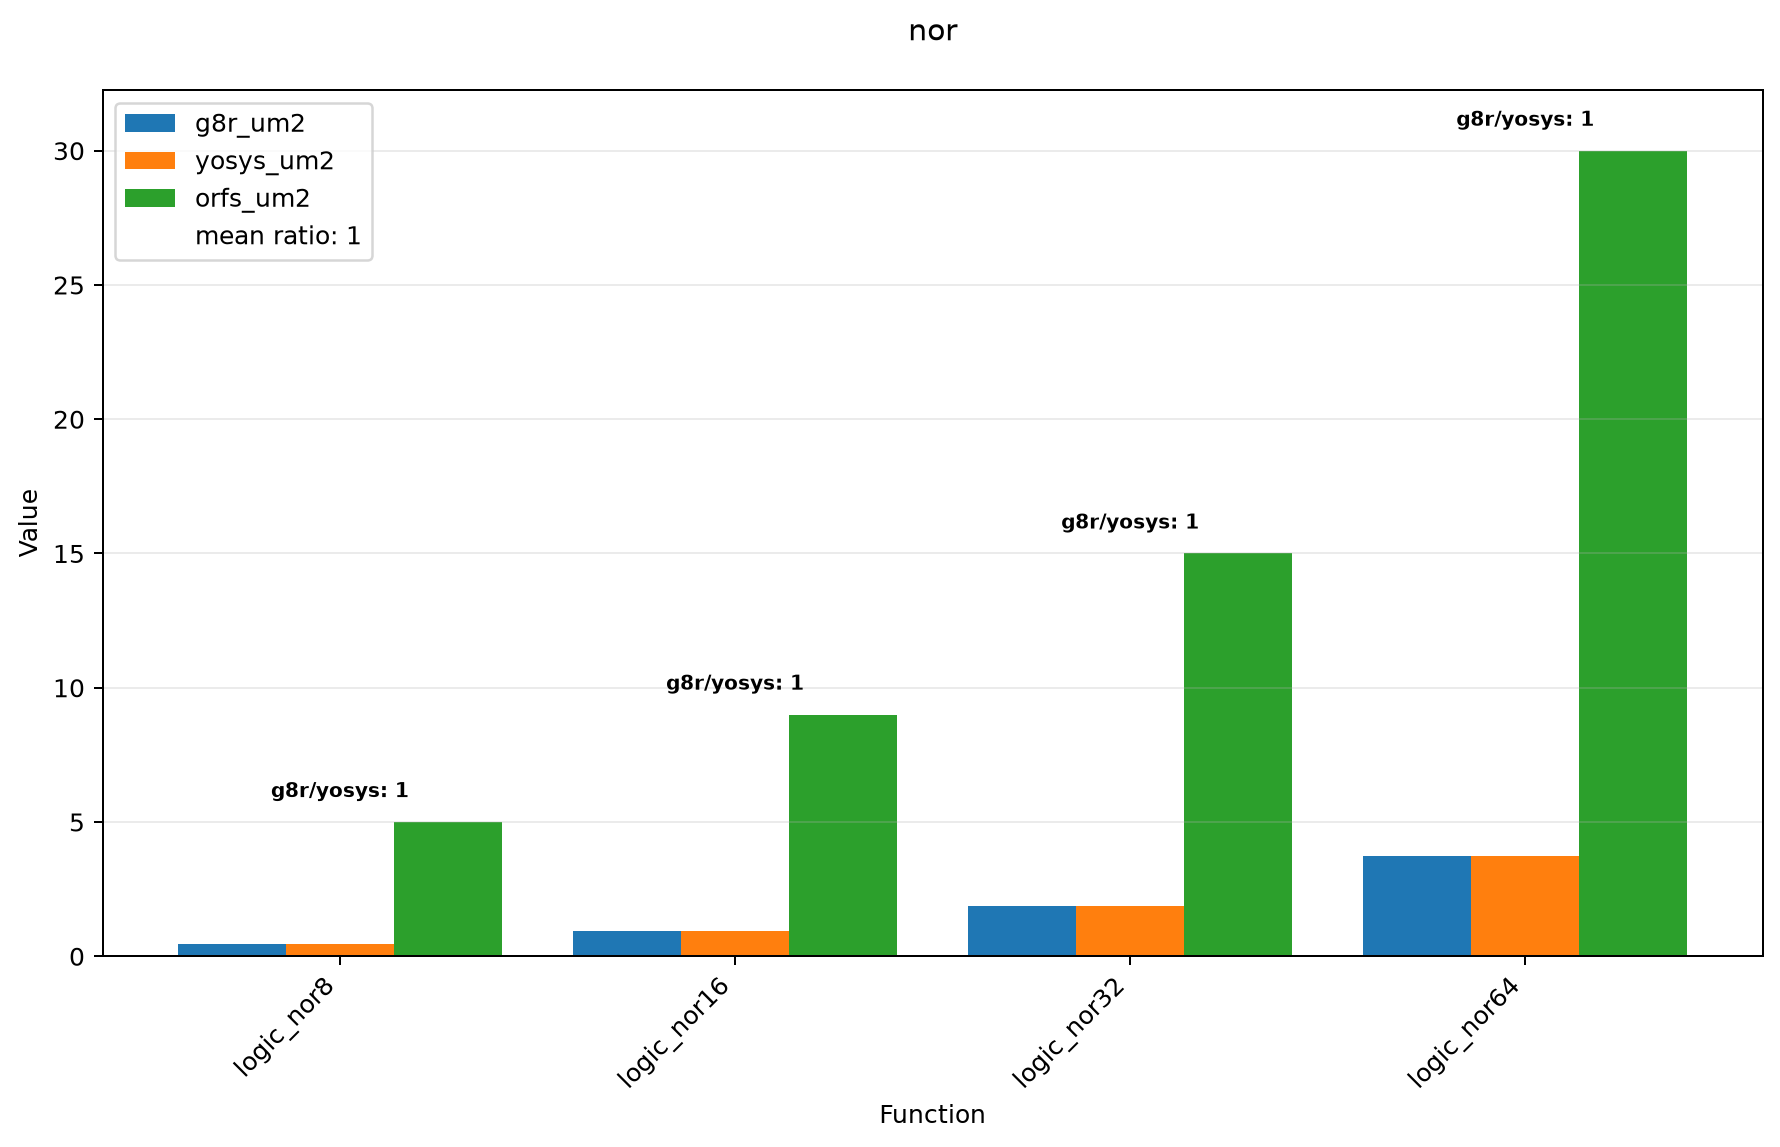 nor
g8r_um2
yosys_um2
orfs_um2
mean ratio: 1
g8r/yosys: 1
g8r/yosys: 1
g8r/yosys: 1
g8r/yosys: 1
Value
30
25
20
15
10
5
0
logic_nor8
logic_nor16
logic_nor32
logic_nor64
Function